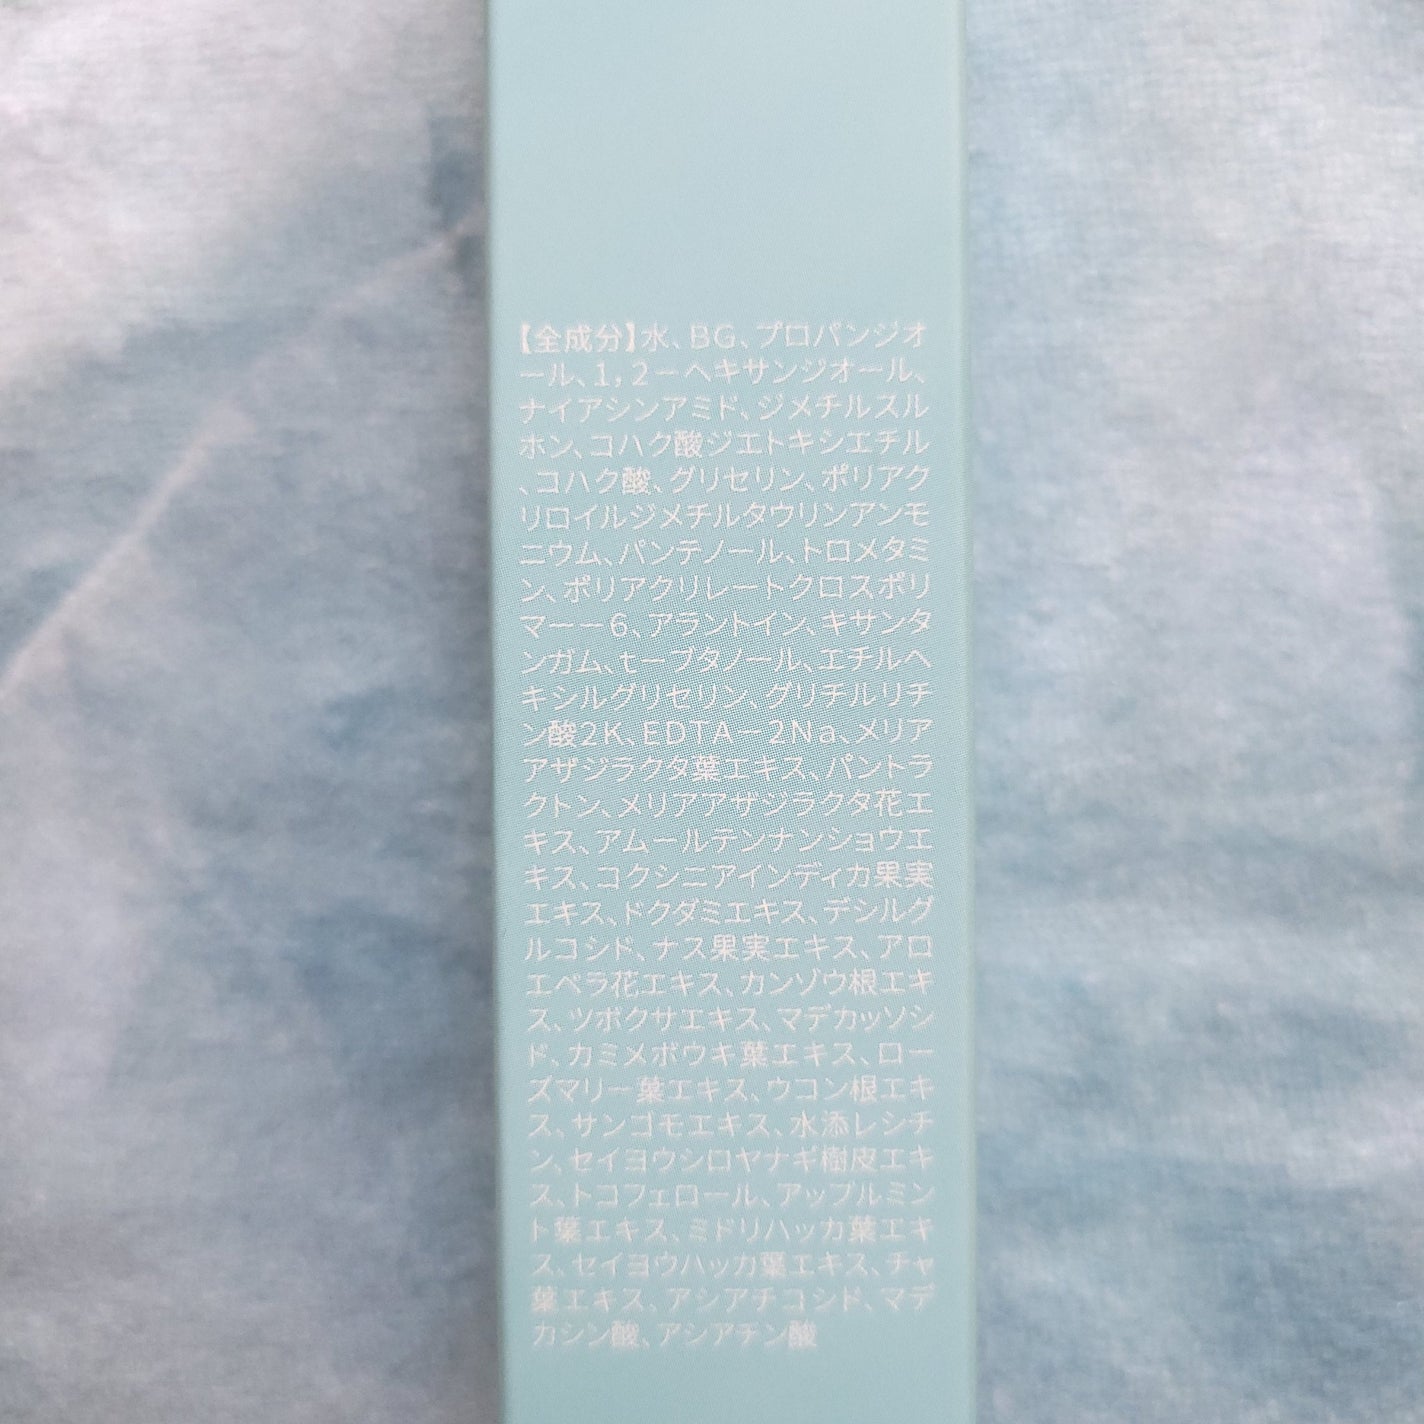 【全成分】水、BG、プロパンジオ
ール、1，2－ヘキサンジオール、
ナイアシンアミド、ジメチルスル
ホン、コハク酸ジエトキシエチル
、コハク酸、グリセリン、ポリアク
リロイルジメチルタウリンアンモ
ニウム、パンテノール、トロメタミ
ン、ポリアクリレートクロスポリ
マー－6、アラントイン、キサンタ
ンガム、t－ブタノール、エチルヘ
キシルグリセリン、グリチルリチ
ン酸2K、EDTA－2Na、メリア
アザジラクタ葉エキス、パントラ
クトン、メリアアザジラクタ花エ
キス、アムールテンナンショウエ
キス、コクシニアインディカ果実
エキス、ドクダミエキス、デシルグ
ルコシド、ナス果実エキス、アロ
エベラ花エキス、カンゾウ根エキ
ス、ツボクサエキス、マデカッソシ
ド、カミメボウキ葉エキス、ロー
ズマリー葉エキス、ウコン根エキ
ス、サンゴモエキス、水添レシチ
ン、セイヨウシロヤナギ樹皮エキ
ス、トコフェロール、アップルミン
ト葉エキス、ミドリハッカ葉エキ
ス、セイヨウハッカ葉エキス、チャ
葉エキス、アシアチコシド、マデ
カシン酸、アシアチン酸